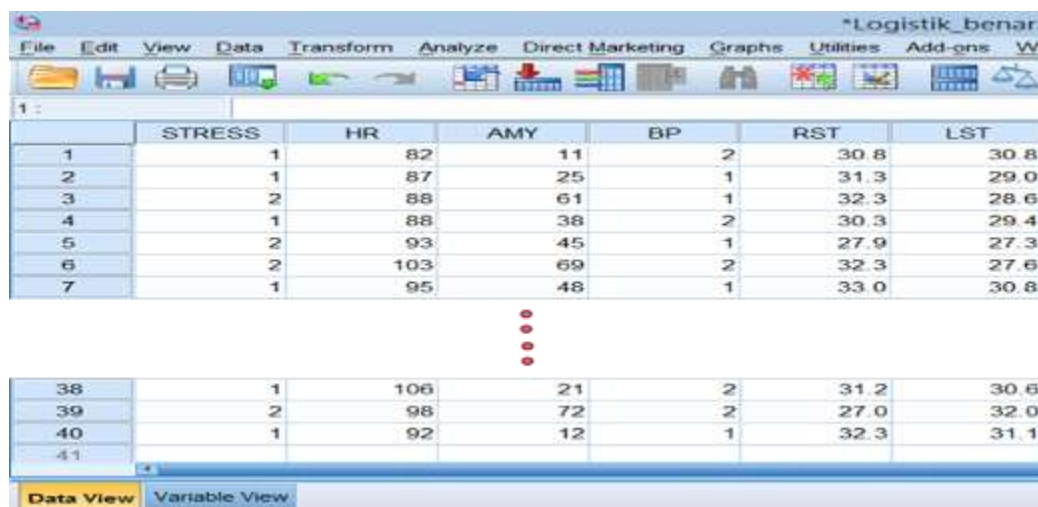 *Logistik_benar
File Edit View Data Transform Analyze Direct Marketing Graphs Utilities Add-ons W
1 :
STRESS HR AMY BP RST LST
1 1 82 11 2 30.8 30.8
2 1 87 25 1 31.3 29.0
3 2 88 61 1 32.3 28.6
4 1 88 38 2 30.3 29.4
5 2 93 45 1 27.9 27.3
6 2 103 69 2 32.3 27.6
7 1 95 48 1 33.0 30.8
38 1 106 21 2 31.2 30.6
39 2 98 72 2 27.0 32.0
40 1 92 12 1 32.3 31.1
41
Data View Variable View